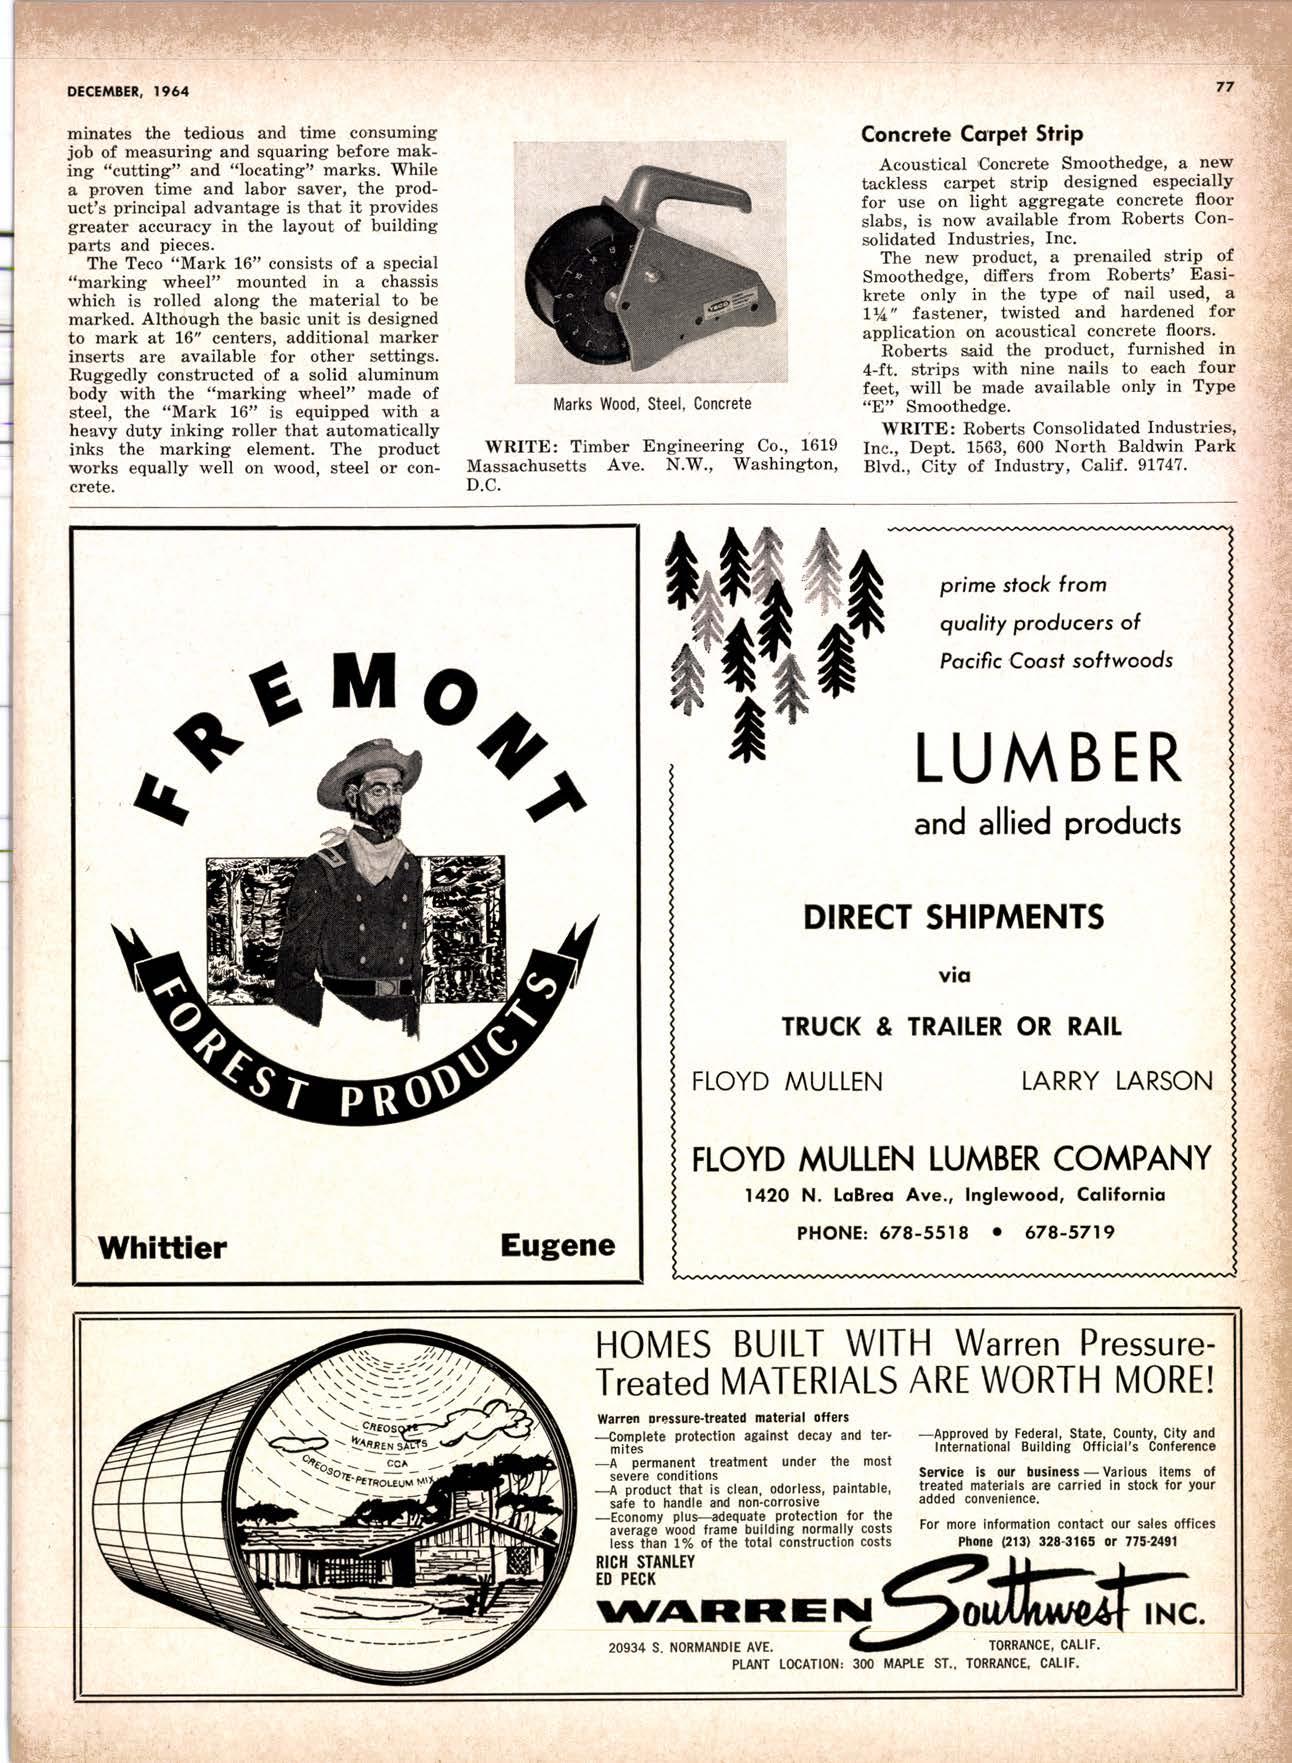 DECEMBER, 1964
77
minates the tedious and time consuming
job of measuring and squaring before mak-
ing “cutting” and “locating” marks. While
a proven time and labor saver, the prod-
uct’s principal advantage is that it provides
greater accuracy in the layout of building
parts and pieces.
The Teco “Mark 16” consists of a special
“marking wheel” mounted in a chassis
which is rolled along the material to be
marked. Although the basic unit is designed
to mark at 16″ centers, additional marker
inserts are available for other settings.
Ruggedly constructed of a solid aluminum
body with the “marking wheel” made of
steel, the “Mark 16” is equipped with a
heavy duty inking roller that automatically
inks the marking element. The product
works equally well on wood, steel or con-
crete.
TECO
Marks Wood, Steel, Concrete
WRITE: Timber Engineering Co., 1619
Massachusetts Ave. N.W., Washington,
D.C.
Concrete Carpet Strip
Acoustical Concrete Smoothedge, a new
tackless carpet strip designed especially
for use on light aggregate concrete floor
slabs, is now available from Roberts Con-
solidated Industries, Inc.
The new product, a prenailed strip of
Smoothedge, differs from Roberts’ Easi-
krete only in the type of nail used, a
1¼″ fastener, twisted and hardened for
application on acoustical concrete floors.
Roberts said the product, furnished in
4-ft. strips with nine nails to each four
feet, will be made available only in Type
“E” Smoothedge.
WRITE: Roberts Consolidated Industries,
Inc., Dept. 1563, 600 North Baldwin Park
Blvd., City of Industry, Calif. 91747.
FREMONT
FOREST PRODUCTS
Whittier Eugene
prime stock from
quality producers of
Pacific Coast softwoods
LUMBER
and allied products
DIRECT SHIPMENTS
via
TRUCK & TRAILER OR RAIL
FLOYD MULLEN LARRY LARSON
FLOYD MULLEN LUMBER COMPANY
1420 N. LaBrea Ave., Inglewood, California
PHONE: 678-5518 • 678-5719
CREOSOTE
WARREN SALTS
CCA
CREOSOTE-PETROLEUM MIX
HOMES BUILT WITH Warren Pressure-
Treated MATERIALS ARE WORTH MORE!
Warren pressure-treated material offers
—Complete protection against decay and ter-
mites
—A permanent treatment under the most
severe conditions
—A product that is clean, odorless, paintable,
safe to handle and non-corrosive
—Economy plus—adequate protection for the
average wood frame building normally costs
less than 1% of the total construction costs
—Approved by Federal, State, County, City and
International Building Official’s Conference
Service is our business — Various items of
treated materials are carried in stock for your
added convenience.
For more information contact our sales offices
Phone (213) 328-3165 or 775-2491
RICH STANLEY
ED PECK
WARREN Southwest INC.
20934 S. NORMANDIE AVE. TORRANCE, CALIF.
PLANT LOCATION: 300 MAPLE ST., TORRANCE, CALIF.